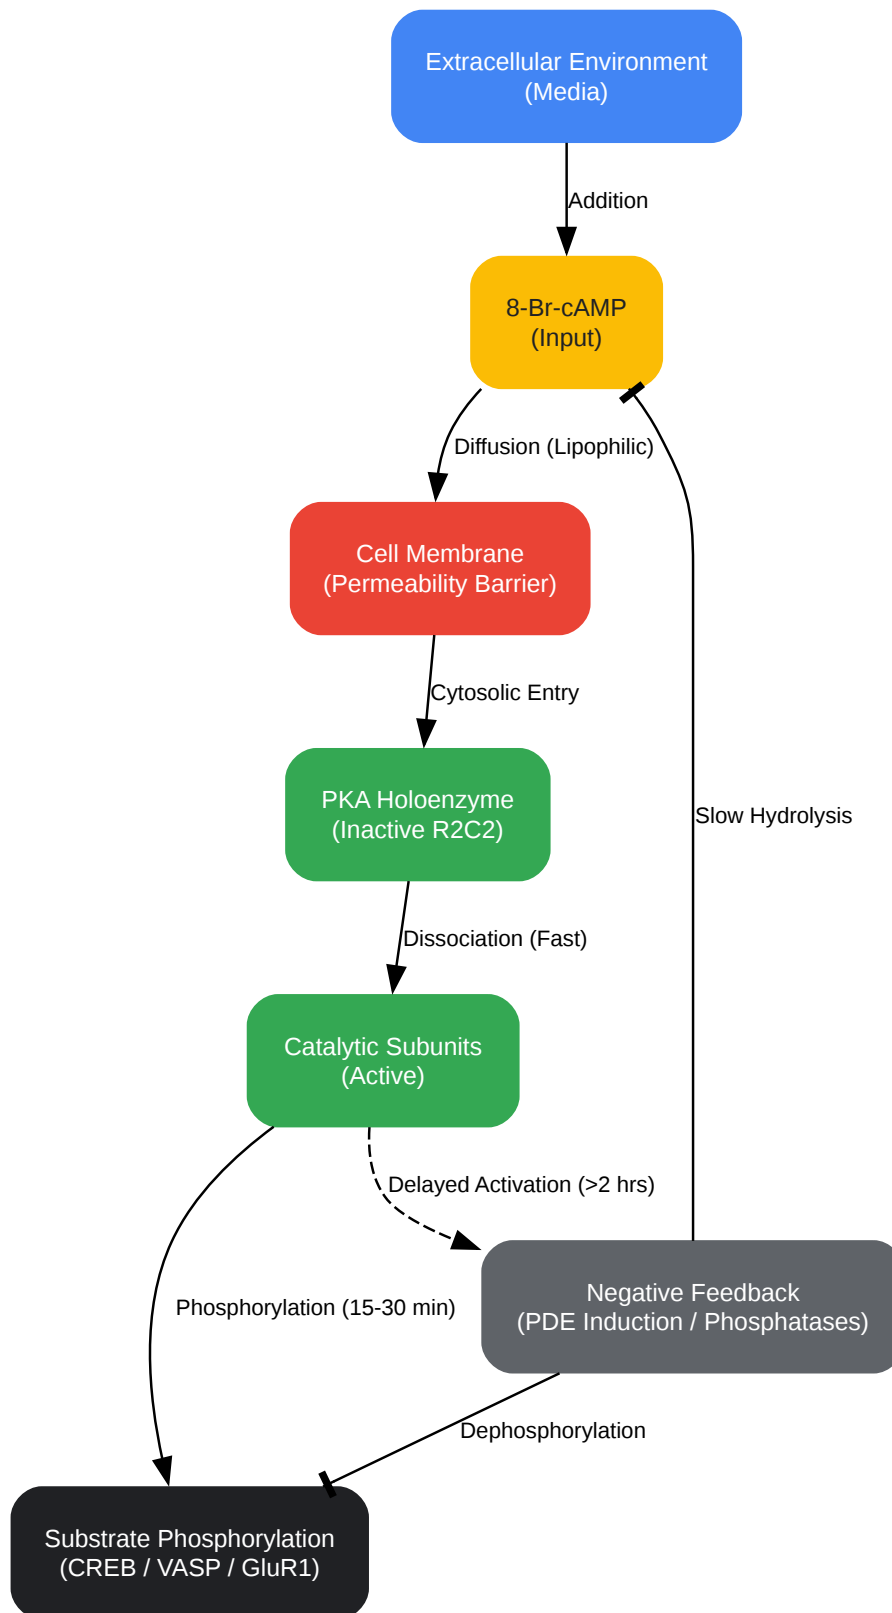 Extracellular Environment
(Media)
Addition
8-Br-cAMP
(Input)
Diffusion (Lipophilic)
Cell Membrane
(Permeability Barrier)
Cytosolic Entry
PKA Holoenzyme
(Inactive R2C2)
Slow Hydrolysis
Dissociation (Fast)
Catalytic Subunits
(Active)
Delayed Activation (>2 hrs)
Negative Feedback
(PDE Induction / Phosphatases)
Phosphorylation (15-30 min)
Dephosphorylation
Substrate Phosphorylation
(CREB / VASP / GluR1)